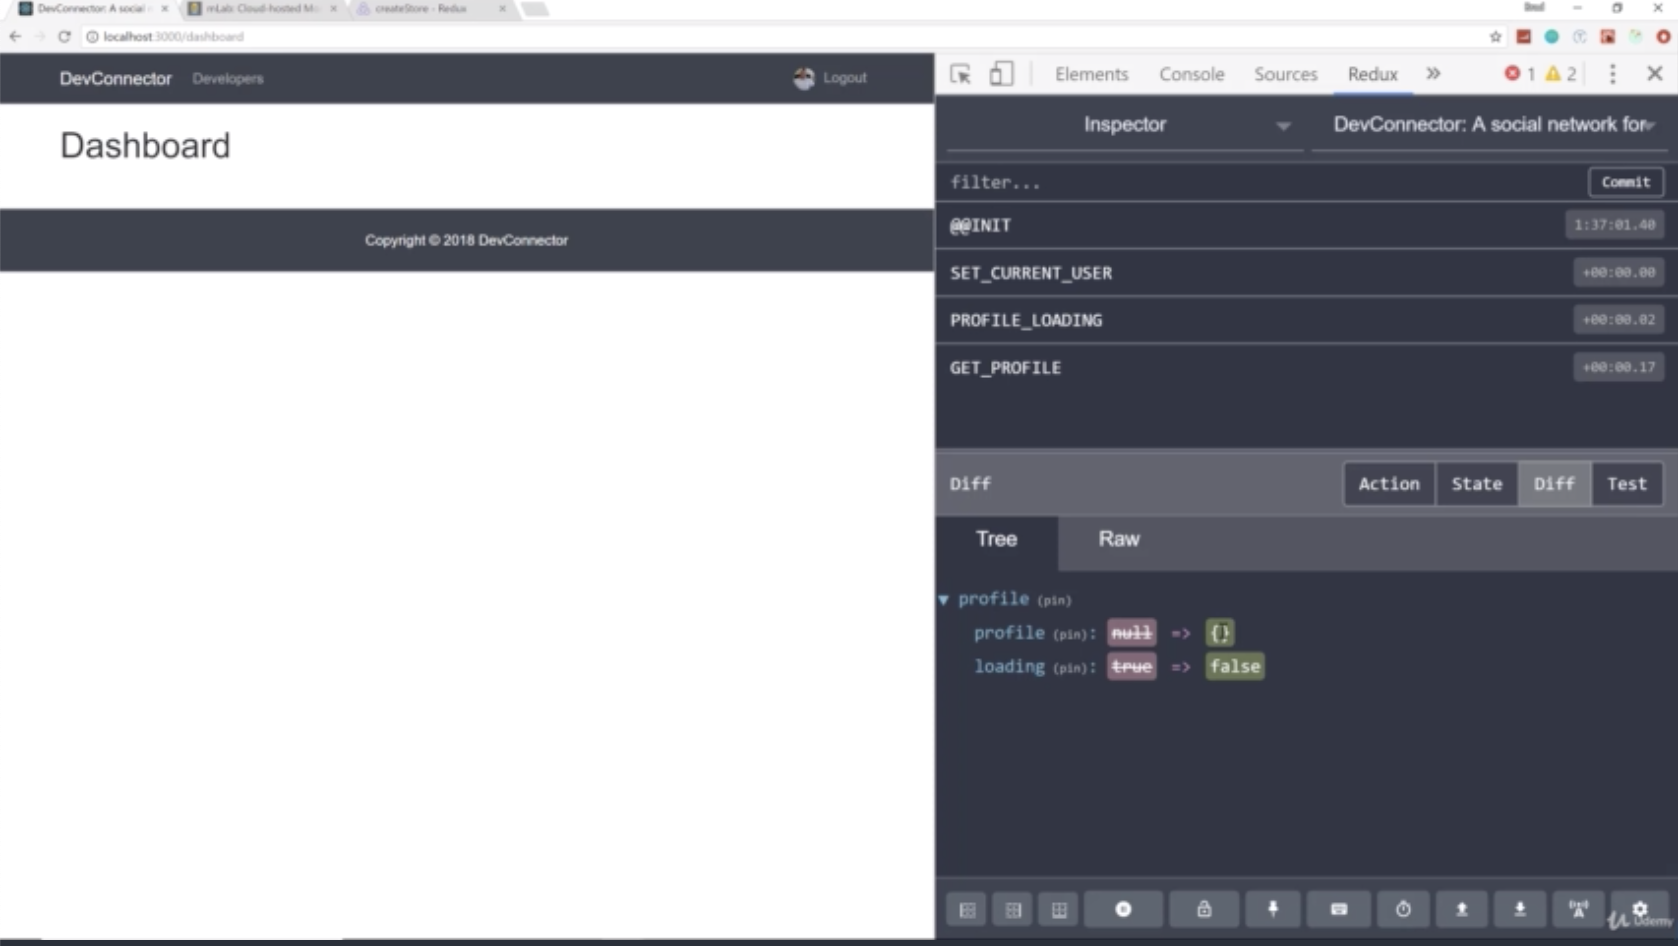 DevConnector: A social
mLab: Cloud-hosted Mo
createStore - Redux
localhost:3000/dashboard
DevConnector Developers Logout
Dashboard
Copyright © 2018 DevConnector
Elements Console Sources Redux » 1 2
Inspector DevConnector: A social network for
filter... Commit
@@INIT 1:37:01.40
SET_CURRENT_USER +00:00.00
PROFILE_LOADING +00:00.02
GET_PROFILE +00:00.17
Diff Action State Diff Test
Tree Raw
profile (pin)
profile (pin): null => {}
loading (pin): true => false
Udemy